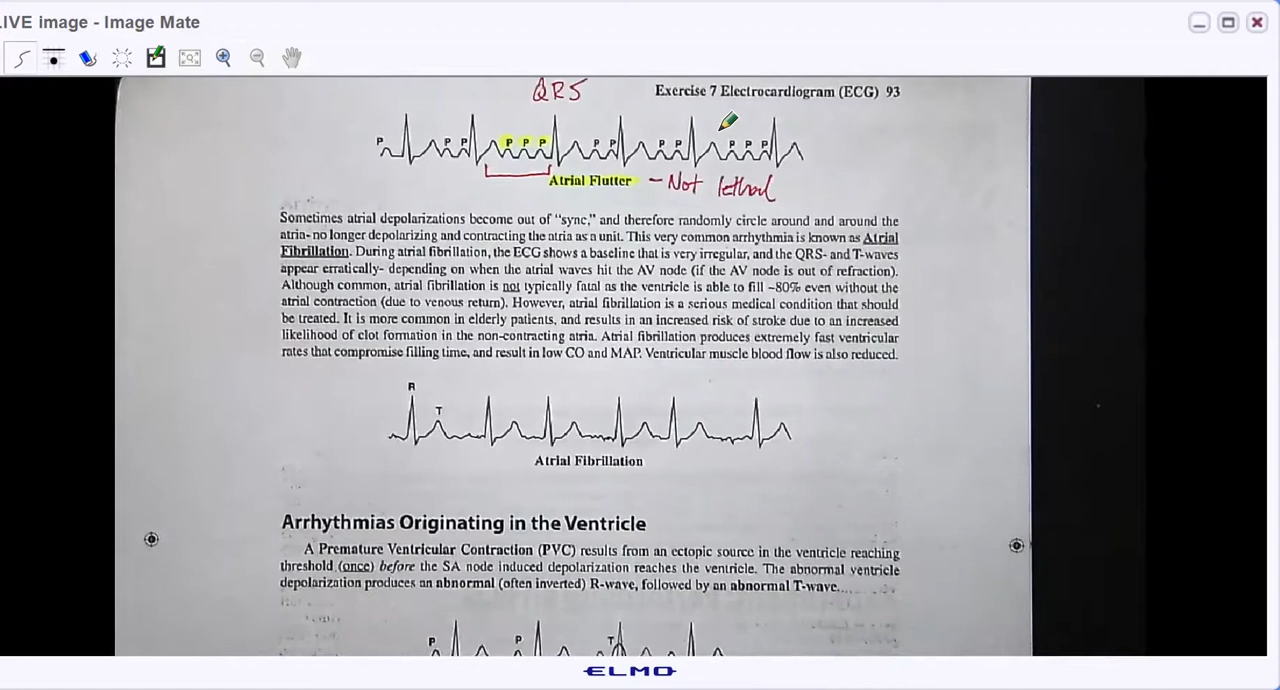 LIVE image - Image Mate
QRS
Exercise 7 Electrocardiogram (ECG) 93
P P P P P P P P P P P P P
Atrial Flutter - Not lethal
Sometimes atrial depolarizations become out of "sync," and therefore randomly circle around and around the
atria- no longer depolarizing and contracting the atria as a unit. This very common arrhythmia is known as Atrial
Fibrillation. During atrial fibrillation, the ECG shows a baseline that is very irregular, and the QRS- and T-waves
appear erratically- depending on when the atrial waves hit the AV node (if the AV node is out of refraction).
Although common, atrial fibrillation is not typically fatal as the ventricle is able to fill ~80% even without the
atrial contraction (due to venous return). However, atrial fibrillation is a serious medical condition that should
be treated. It is more common in elderly patients, and results in an increased risk of stroke due to an increased
likelihood of clot formation in the non-contracting atria. Atrial fibrillation produces extremely fast ventricular
rates that compromise filling time, and result in low CO and MAP. Ventricular muscle blood flow is also reduced.
R
T
Atrial Fibrillation
Arrhythmias Originating in the Ventricle
A Premature Ventricular Contraction (PVC) results from an ectopic source in the ventricle reaching
threshold (once) before the SA node induced depolarization reaches the ventricle. The abnormal ventricle
depolarization produces an abnormal (often inverted) R-wave, followed by an abnormal T-wave....
P P T
ELMO